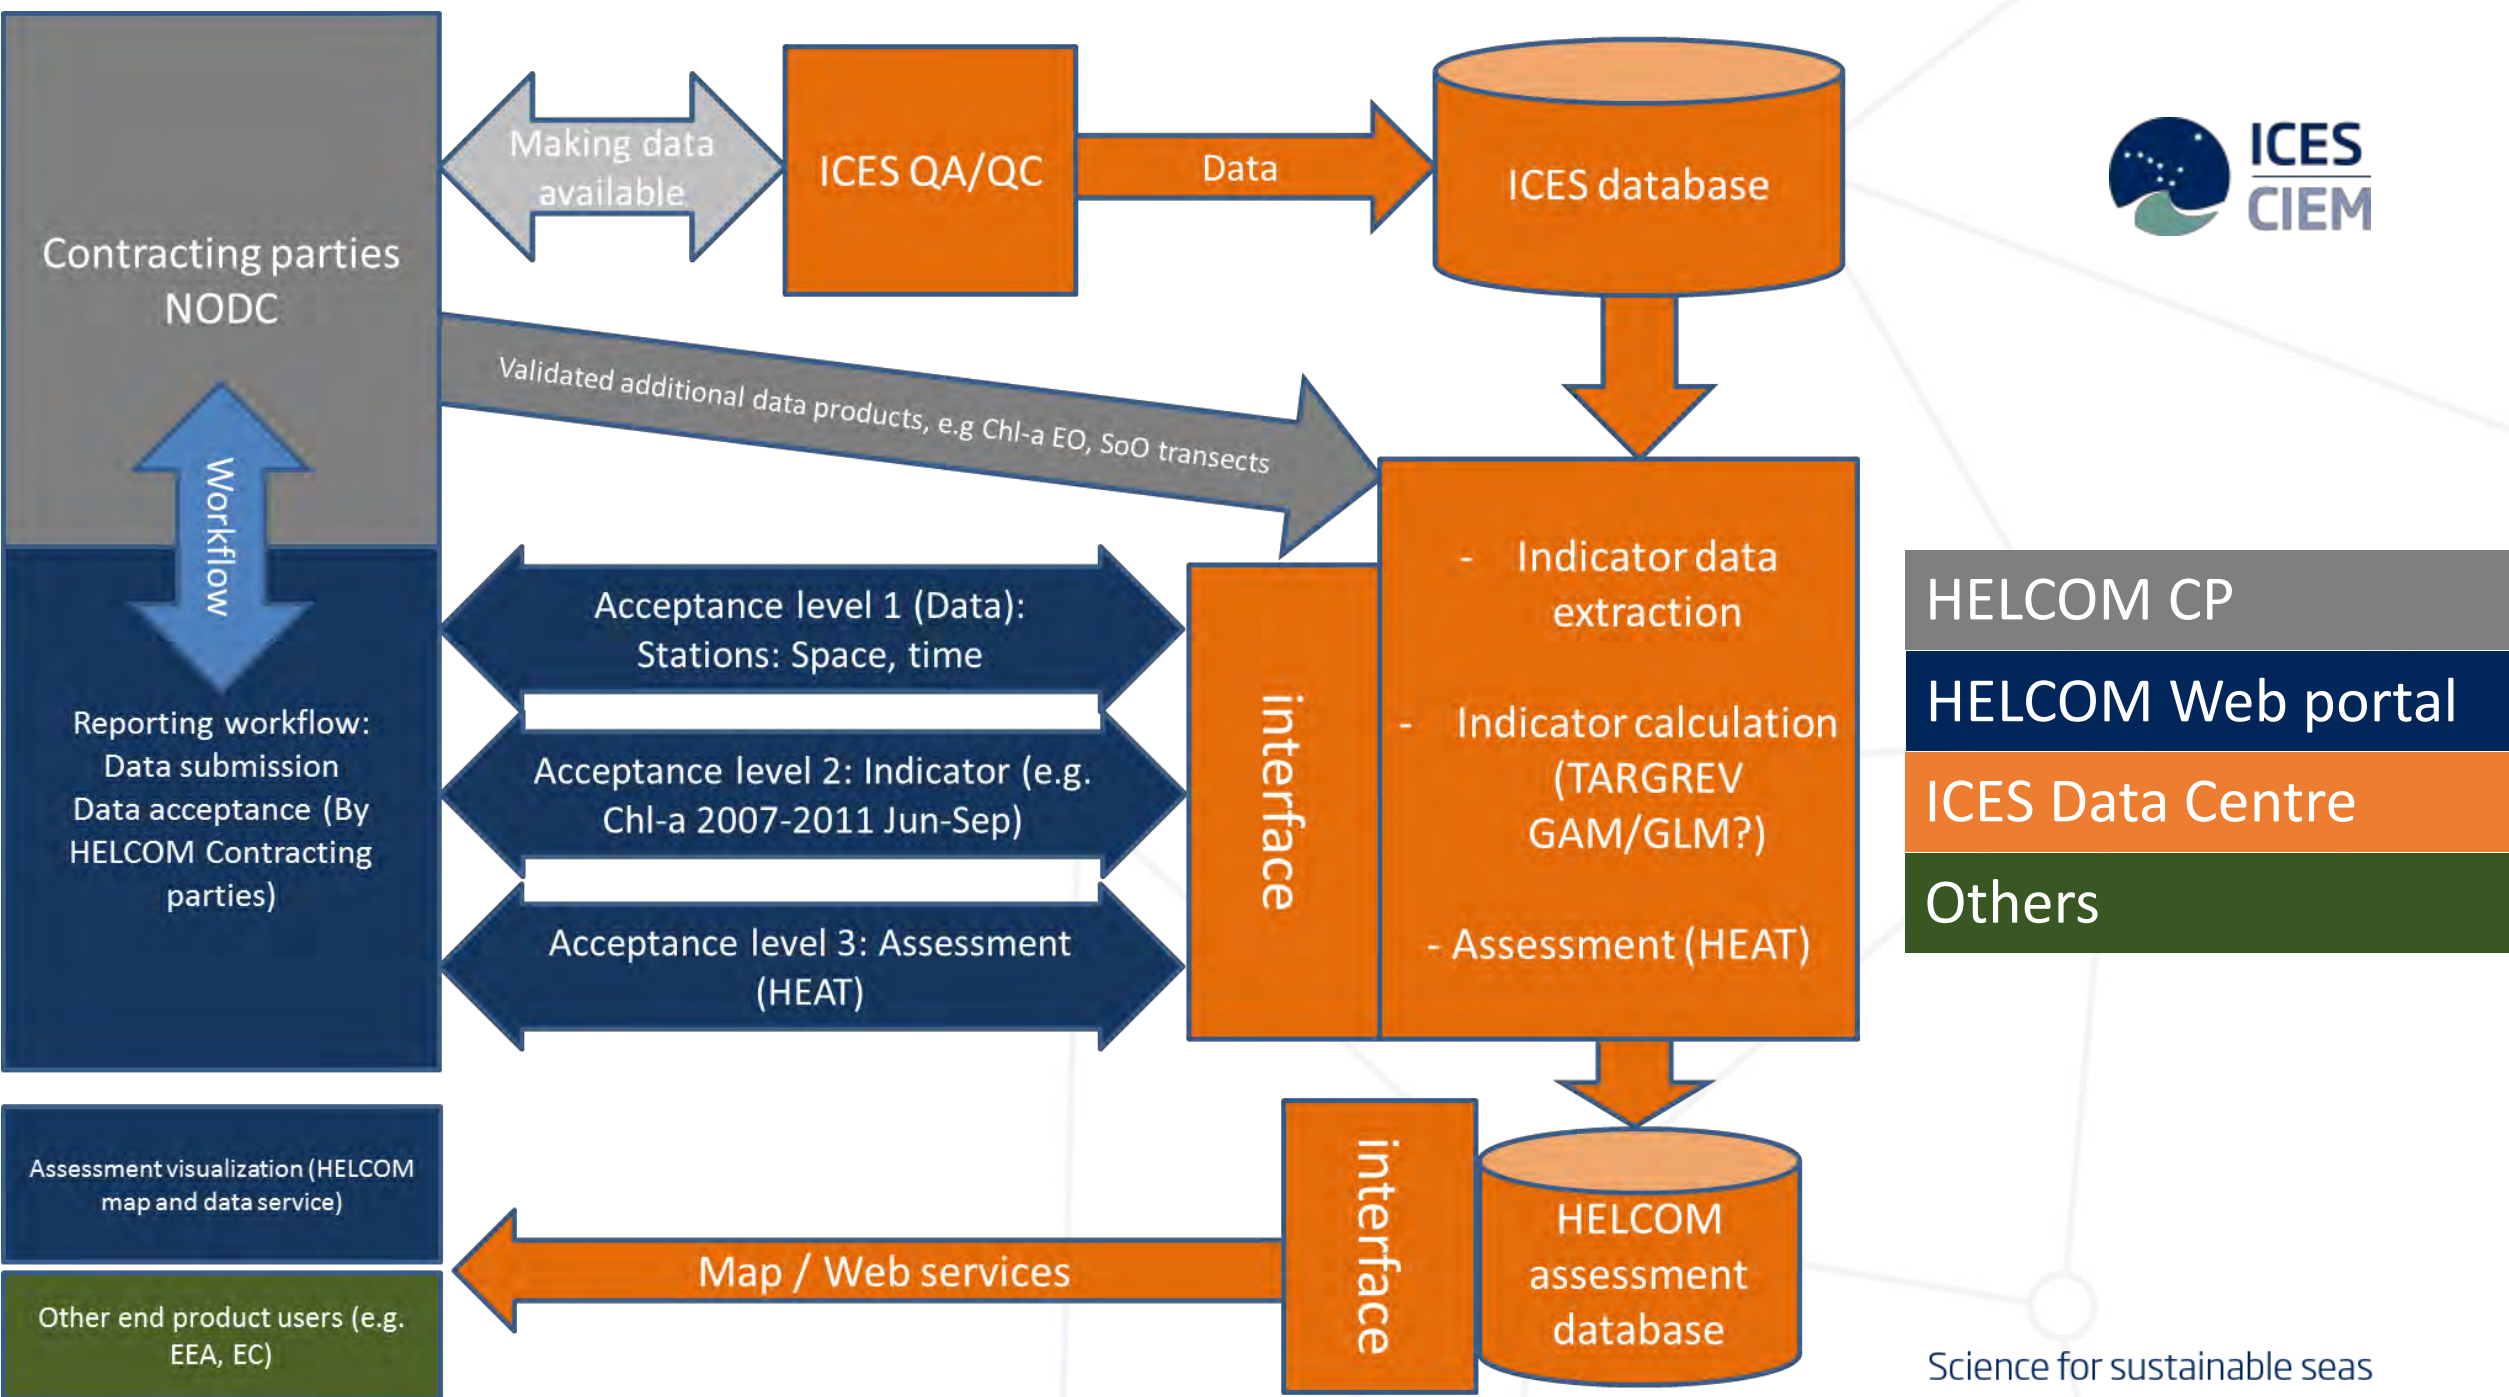 Contracting parties
NODC
Making data
available
ICES QA/QC
Data
ICES database
ICES
CIEM
Validated additional data products, e.g Chl-a EO, SoO transects
Workflow
Reporting workflow:
Data submission
Data acceptance (By
HELCOM Contracting
parties)
Acceptance level 1 (Data):
Stations: Space, time
Acceptance level 2: Indicator (e.g.
Chl-a 2007-2011 Jun-Sep)
Acceptance level 3: Assessment
(HEAT)
interface
- Indicator data
extraction
- Indicator calculation
(TARGREV
GAM/GLM?)
- Assessment (HEAT)
HELCOM CP
HELCOM Web portal
ICES Data Centre
Others
Assessment visualization (HELCOM
map and data service)
Other end product users (e.g.
EEA, EC)
Map / Web services
interface
HELCOM
assessment
database
Science for sustainable seas